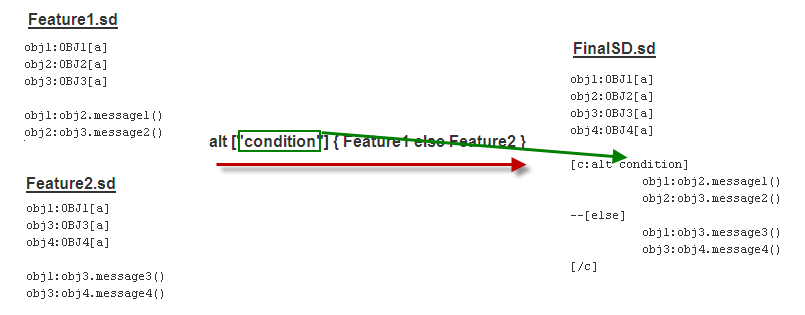 Feature1.sd
obj1:OBJ1[a]
obj2:OBJ2[a]
obj3:OBJ3[a]
obj1:obj2.message1()
obj2:obj3.message2()
Feature2.sd
obj1:OBJ1[a]
obj3:OBJ3[a]
obj4:OBJ4[a]
obj1:obj3.message3()
obj3:obj4.message4()
alt ["condition"] { Feature1 else Feature2 }
FinalSD.sd
obj1:OBJ1[a]
obj2:OBJ2[a]
obj3:OBJ3[a]
obj4:OBJ4[a]
[c:alt condition]
obj1:obj2.message1()
obj2:obj3.message2()
--[else]
obj1:obj3.message3()
obj3:obj4.message4()
[/c]